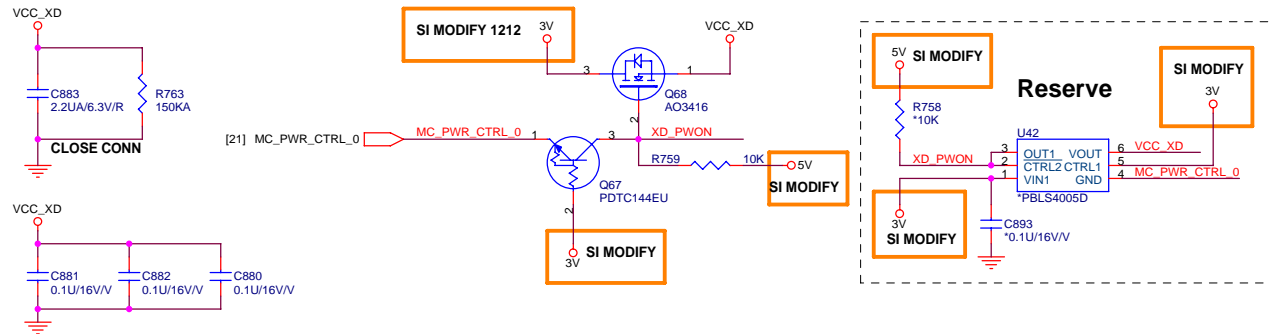 VCC_XD
C883
2.2UA/6.3V/R
R763
150KA
CLOSE CONN
VCC_XD
C881
0.1U/16V/V
C882
0.1U/16V/V
C880
0.1U/16V/V
SI MODIFY 1212
3V
VCC_XD
3
1
Q68
AO3416
2
[21] MC_PWR_CTRL_0
MC_PWR_CTRL_0
1
3
XD_PWON
R759
10K
5V
SI MODIFY
Q67
PDTC144EU
2
3V
SI MODIFY
5V
SI MODIFY
Reserve
SI MODIFY
3V
R758
*10K
U42
XD_PWON
3
OUT1
VOUT
6
VCC_XD
2
CTRL2
CTRL1
5
1
VIN1
GND
4
MC_PWR_CTRL_0
*PBLS4005D
3V
SI MODIFY
C893
*0.1U/16V/V